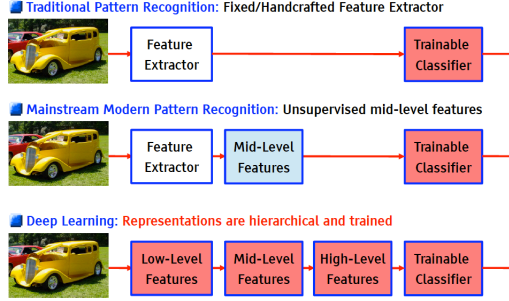 Traditional Pattern Recognition: Fixed/Handcrafted Feature Extractor
Feature
Extractor
Trainable
Classifier
Mainstream Modern Pattern Recognition: Unsupervised mid-level features
Feature
Extractor
Mid-Level
Features
Trainable
Classifier
Deep Learning: Representations are hierarchical and trained
Low-Level
Features
Mid-Level
Features
High-Level
Features
Trainable
Classifier